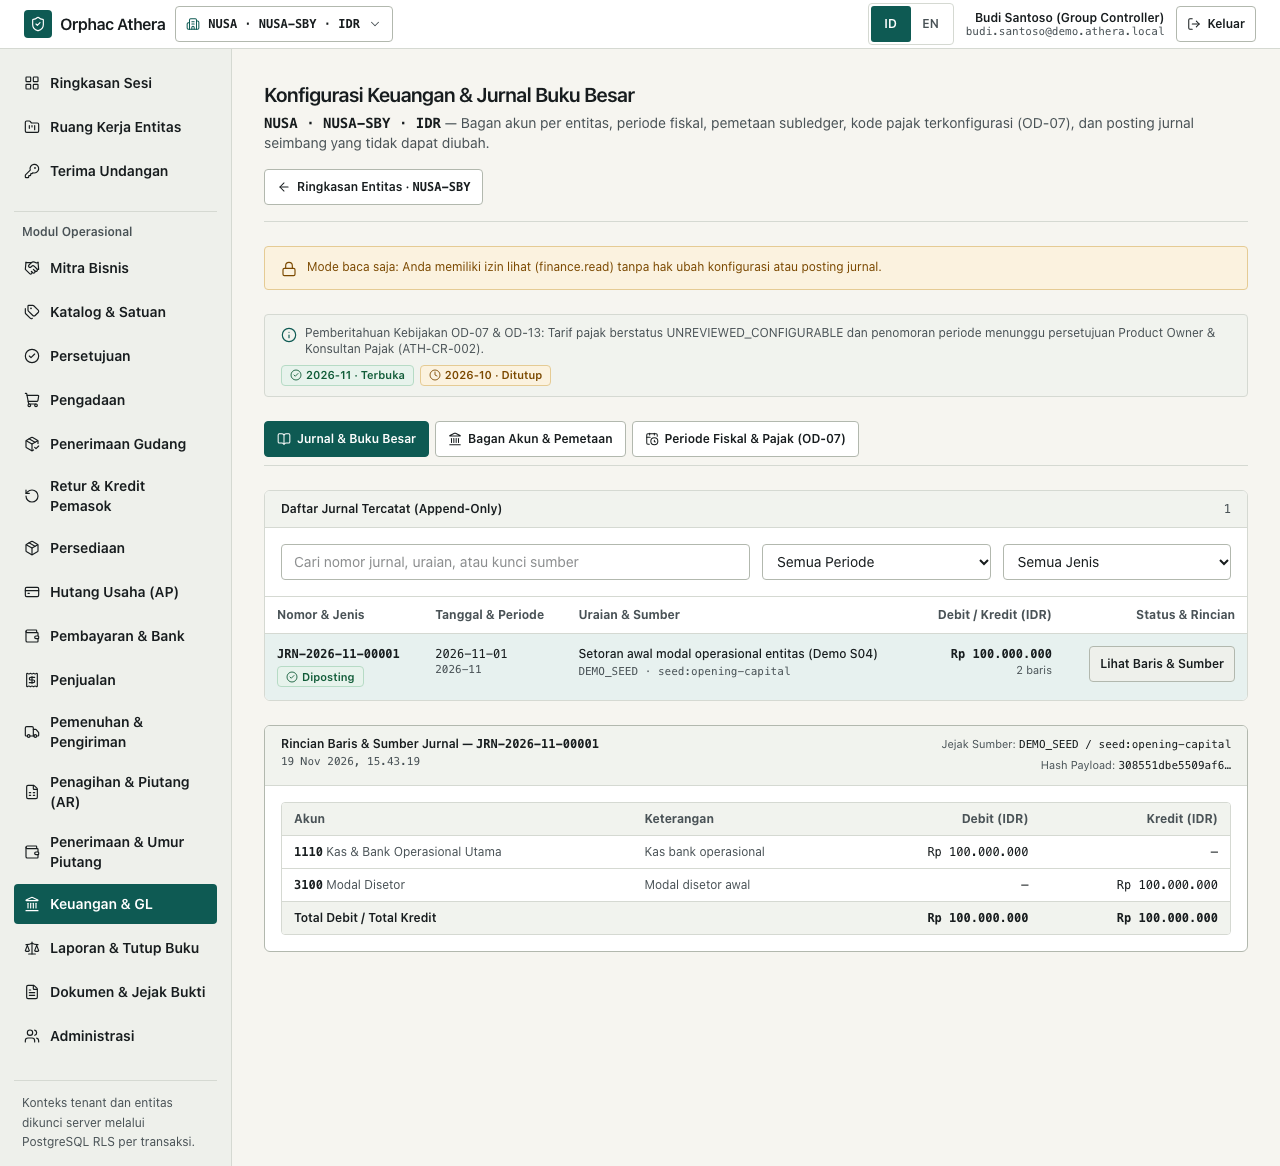 Orphac Athera
NUSA · NUSA-SBY · IDR
ID
EN
Budi Santoso (Group Controller)
budi.santoso@demo.athera.local
Keluar
Ringkasan Sesi
Ruang Kerja Entitas
Terima Undangan
Modul Operasional
Mitra Bisnis
Katalog & Satuan
Persetujuan
Pengadaan
Penerimaan Gudang
Retur & Kredit
Pemasok
Persediaan
Hutang Usaha (AP)
Pembayaran & Bank
Penjualan
Pemenuhan &
Pengiriman
Penagihan & Piutang
(AR)
Penerimaan & Umur
Piutang
Keuangan & GL
Laporan & Tutup Buku
Dokumen & Jejak Bukti
Administrasi
Konteks tenant dan entitas
dikunci server melalui
PostgreSQL RLS per transaksi.
Konfigurasi Keuangan & Jurnal Buku Besar
NUSA · NUSA-SBY · IDR — Bagan akun per entitas, periode fiskal, pemetaan subledger, kode pajak terkonfigurasi (OD-07), dan posting jurnal
seimbang yang tidak dapat diubah.
Ringkasan Entitas · NUSA-SBY
Mode baca saja: Anda memiliki izin lihat (finance.read) tanpa hak ubah konfigurasi atau posting jurnal.
Pemberitahuan Kebijakan OD-07 & OD-13: Tarif pajak berstatus UNREVIEWED_CONFIGURABLE dan penomoran periode menunggu persetujuan Product Owner &
Konsultan Pajak (ATH-CR-002).
2026-11 · Terbuka
2026-10 · Ditutup
Jurnal & Buku Besar
Bagan Akun & Pemetaan
Periode Fiskal & Pajak (OD-07)
Daftar Jurnal Tercatat (Append-Only)
1
Cari nomor jurnal, uraian, atau kunci sumber
Semua Periode
Semua Jenis
Nomor & Jenis
Tanggal & Periode
Uraian & Sumber
Debit / Kredit (IDR)
Status & Rincian
JRN-2026-11-00001
Diposting
2026-11-01
2026-11
Setoran awal modal operasional entitas (Demo S04)
DEMO_SEED · seed:opening-capital
Rp 100.000.000
2 baris
Lihat Baris & Sumber
Rincian Baris & Sumber Jurnal — JRN-2026-11-00001
19 Nov 2026, 15.43.19
Jejak Sumber: DEMO_SEED / seed:opening-capital
Hash Payload: 308551dbe5509af6…
Akun
Keterangan
Debit (IDR)
Kredit (IDR)
1110 Kas & Bank Operasional Utama
Kas bank operasional
Rp 100.000.000
—
3100 Modal Disetor
Modal disetor awal
—
Rp 100.000.000
Total Debit / Total Kredit
Rp 100.000.000
Rp 100.000.000